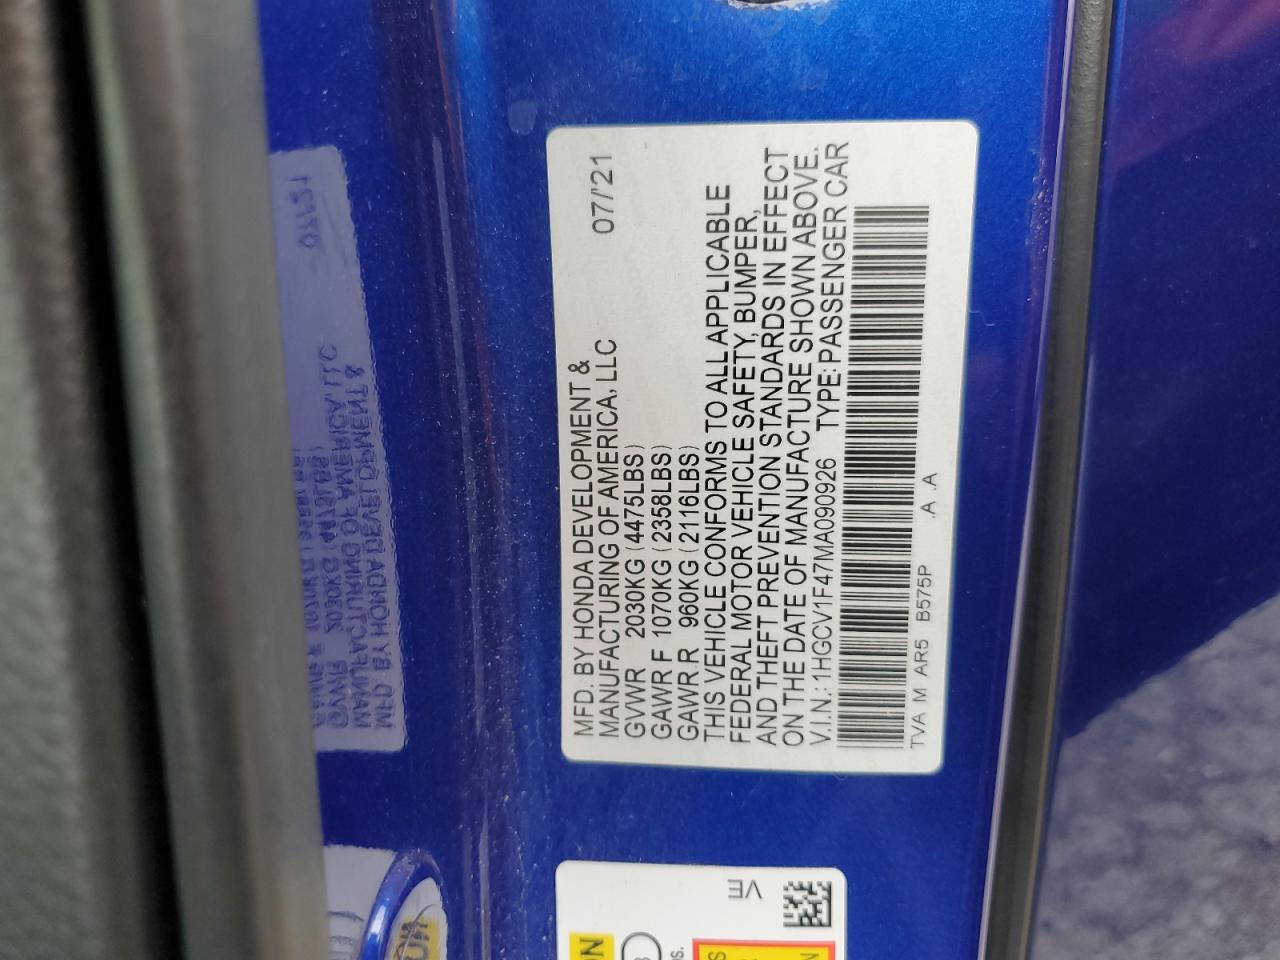 MFD. BY HONDA DEVELOPMENT &
MANUFACTURING OF AMERICA, LLC 07/'21
GVWR 2030KG (4475LBS)
GAWR F 1070KG (2358LBS)
GAWR.R 960KG (2116LBS)
THIS VEHICLE CONFORMS TO ALL APPLICABLE
FEDERAL MOTOR VEHICLE SAFETY, BUMPER,
AND THEFT PREVENTION STANDARDS IN EFFECT
ON THE DATE OF MANUFACTURE SHOWN ABOVE.
V.I.N.: 1HGCV1F47MA090926 TYPE: PASSENGER CAR
TVA M AR5 B575P .A .A
VE